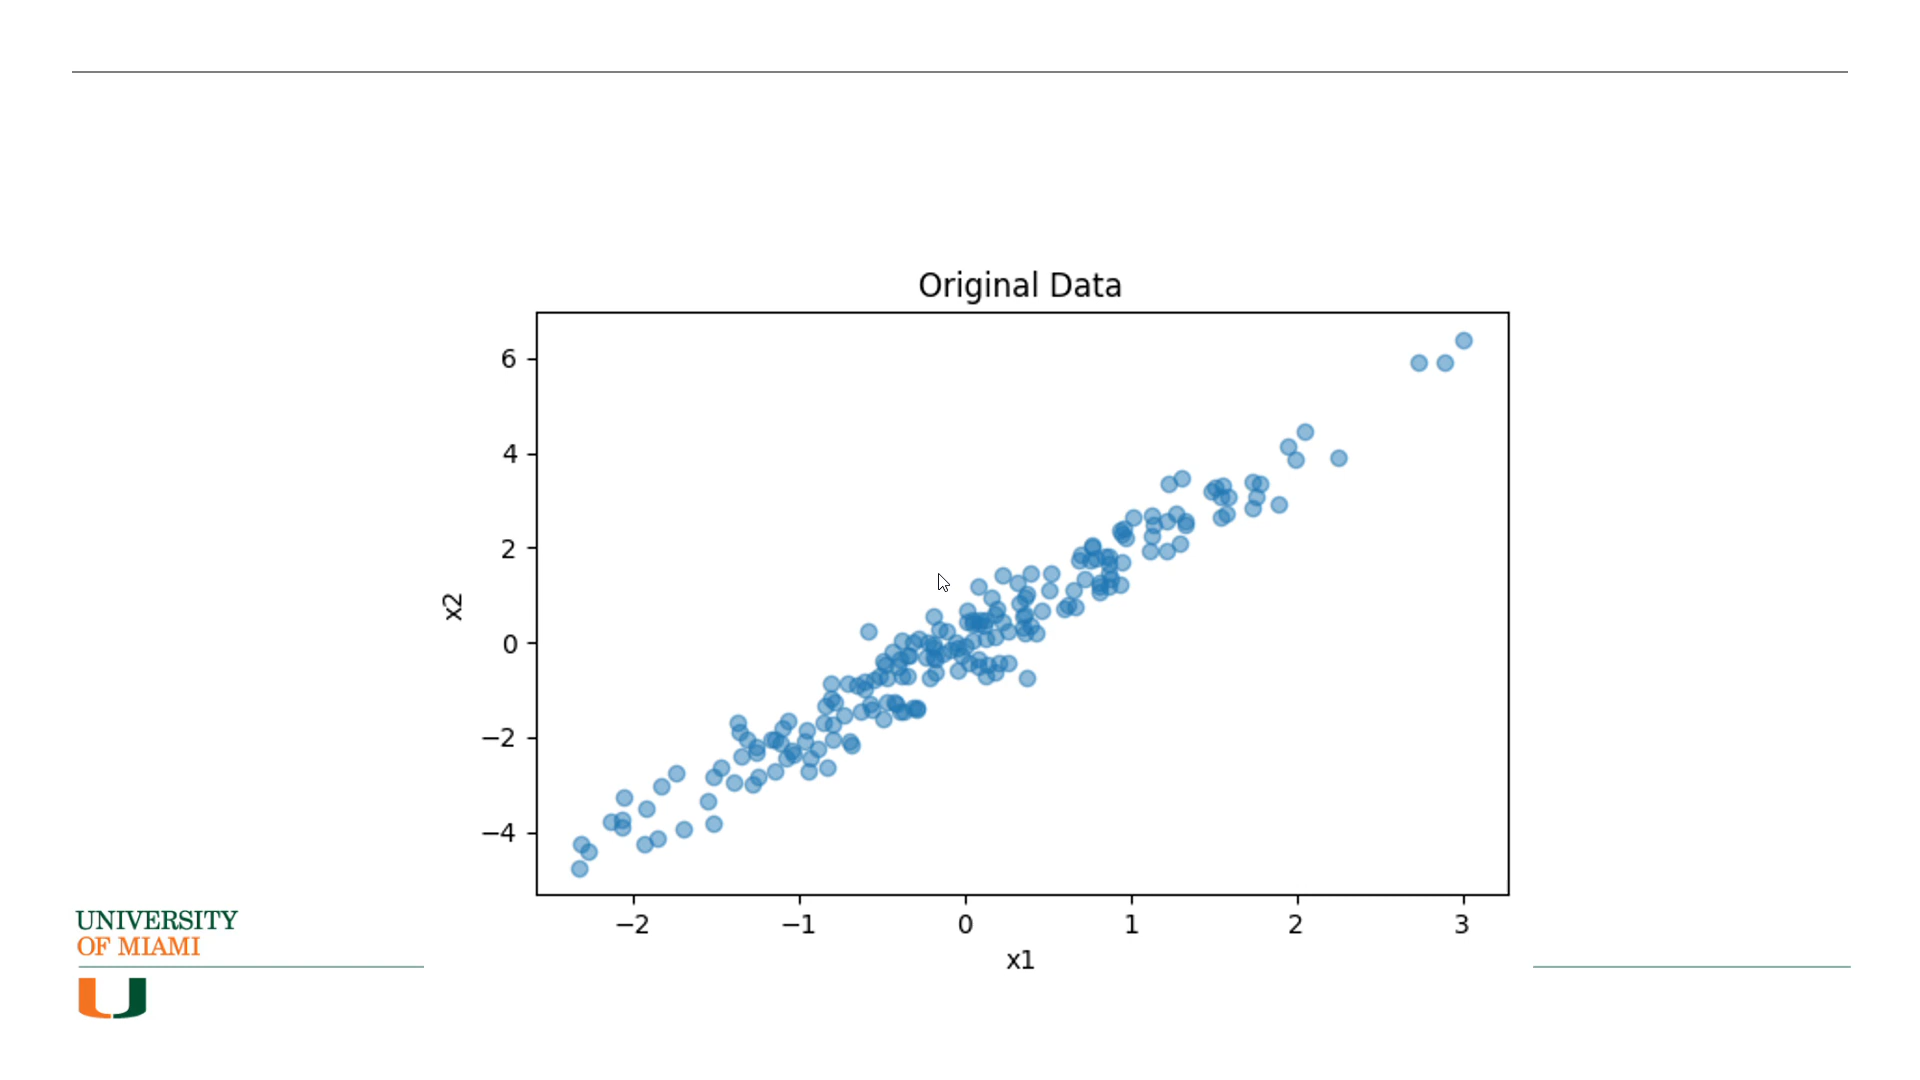 Original Data
6
4
2
0
−2
−4
x2
−2 −1 0 1 2 3
x1
UNIVERSITY
OF MIAMI